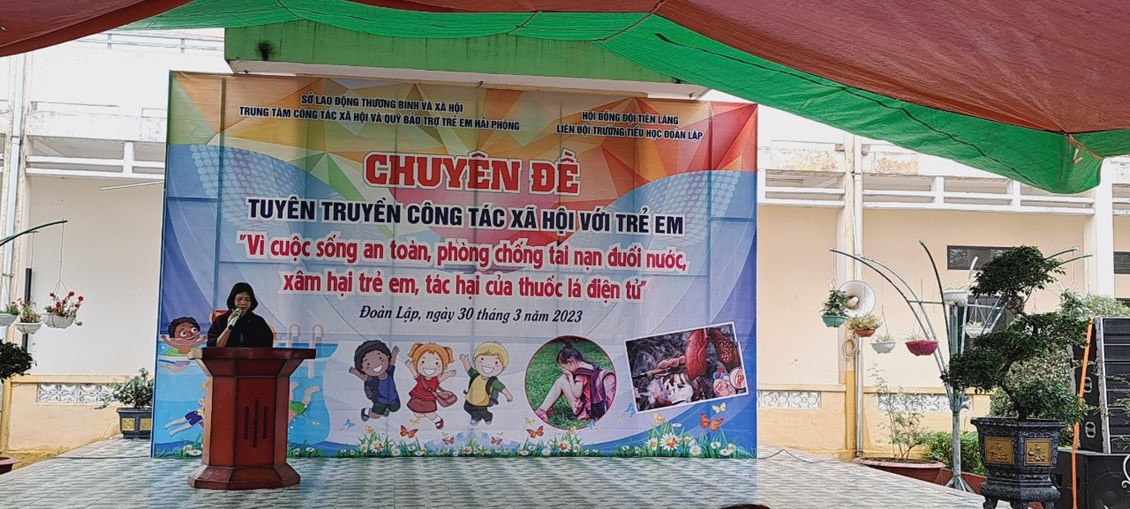 SỞ LAO ĐỘNG THƯƠNG BINH VÀ XÃ HỘI
TRUNG TÂM CÔNG TÁC XÃ HỘI VÀ QUỸ BẢO TRỢ TRẺ EM HẢI PHÒNG
HỘI ĐỒNG ĐỘI TIÊN LÃNG
LIÊN ĐỘI TRƯỜNG TIỂU HỌC ĐOÀN LẬP
CHUYÊN ĐỀ
TUYÊN TRUYỀN CÔNG TÁC XÃ HỘI VỚI TRẺ EM
"Vì cuộc sống an toàn, phòng chống tai nạn đuối nước,
xâm hại trẻ em, tác hại của thuốc lá điện tử"
Đoàn Lập, ngày 30 tháng 3 năm 2023